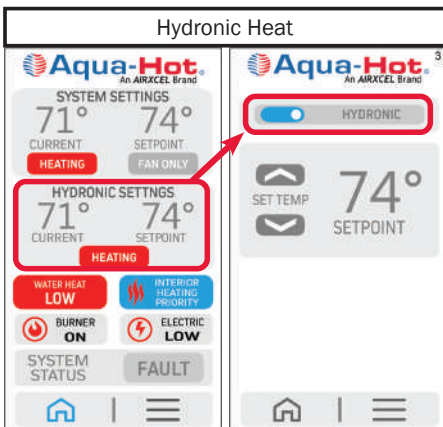 Hydronic Heat
Aqua-Hot®
An AIRXCEL Brand
SYSTEM SETTINGS
71° 74°
CURRENT SETPOINT
HEATING FAN ONLY
HYDRONIC SETTNGS
71° 74°
CURRENT SETPOINT
HEATING
WATER HEAT
LOW
INTERIOR
HEATING
PRIORITY
BURNER
ON
ELECTRIC
LOW
SYSTEM
STATUS
FAULT
Aqua-Hot®
An AIRXCEL Brand
3
HYDRONIC
SET TEMP
74°
SETPOINT